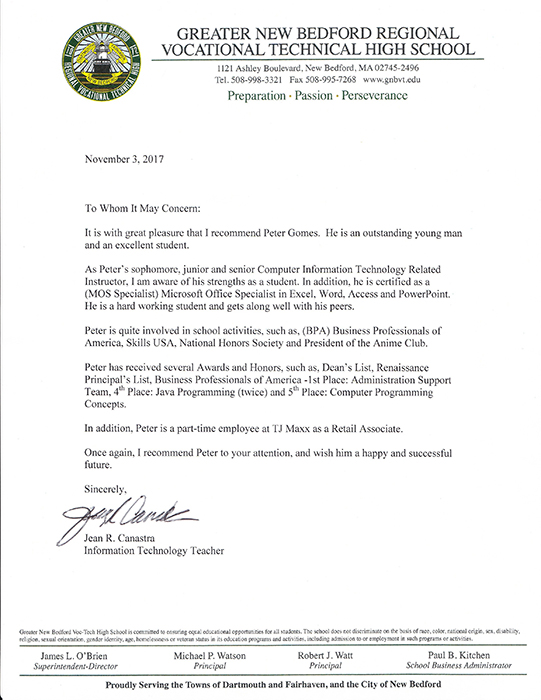 GREATER NEW BEDFORD
REGIONAL VOCATIONAL TECHNICAL HIGH SCHOOL
GREATER NEW BEDFORD REGIONAL
VOCATIONAL TECHNICAL HIGH SCHOOL
1121 Ashley Boulevard, New Bedford, MA 02745-2496
Tel. 508-998-3321 Fax 508-995-7268 www.gnbvt.edu
Preparation · Passion · Perseverance
November 3, 2017
To Whom It May Concern:
It is with great pleasure that I recommend Peter Gomes. He is an outstanding young man
and an excellent student.
As Peter's sophomore, junior and senior Computer Information Technology Related
Instructor, I am aware of his strengths as a student. In addition, he is certified as a
(MOS Specialist) Microsoft Office Specialist in Excel, Word, Access and PowerPoint.
He is a hard working student and gets along well with his peers.
Peter is quite involved in school activities, such as, (BPA) Business Professionals of
America, Skills USA, National Honors Society and President of the Anime Club.
Peter has received several Awards and Honors, such as, Dean's List, Renaissance
Principal's List, Business Professionals of America -1st Place: Administration Support
Team, 4th Place: Java Programming (twice) and 5th Place: Computer Programming
Concepts.
In addition, Peter is a part-time employee at TJ Maxx as a Retail Associate.
Once again, I recommend Peter to your attention, and wish him a happy and successful
future.
Sincerely,
Jean R. Canastra
Information Technology Teacher
Greater New Bedford Voc-Tech High School is committed to ensuring equal educational opportunities for all students. The school does not discriminate on the basis of race, color, national origin, sex, disability,
religion, sexual orientation, gender identity, age, homelessness or veteran status in its education programs and activities, including admission to or employment in such programs or activities.
James L. O'Brien Michael P. Watson Robert J. Watt Paul B. Kitchen
Superintendent-Director Principal Principal School Business Administrator
Proudly Serving the Towns of Dartmouth and Fairhaven, and the City of New Bedford